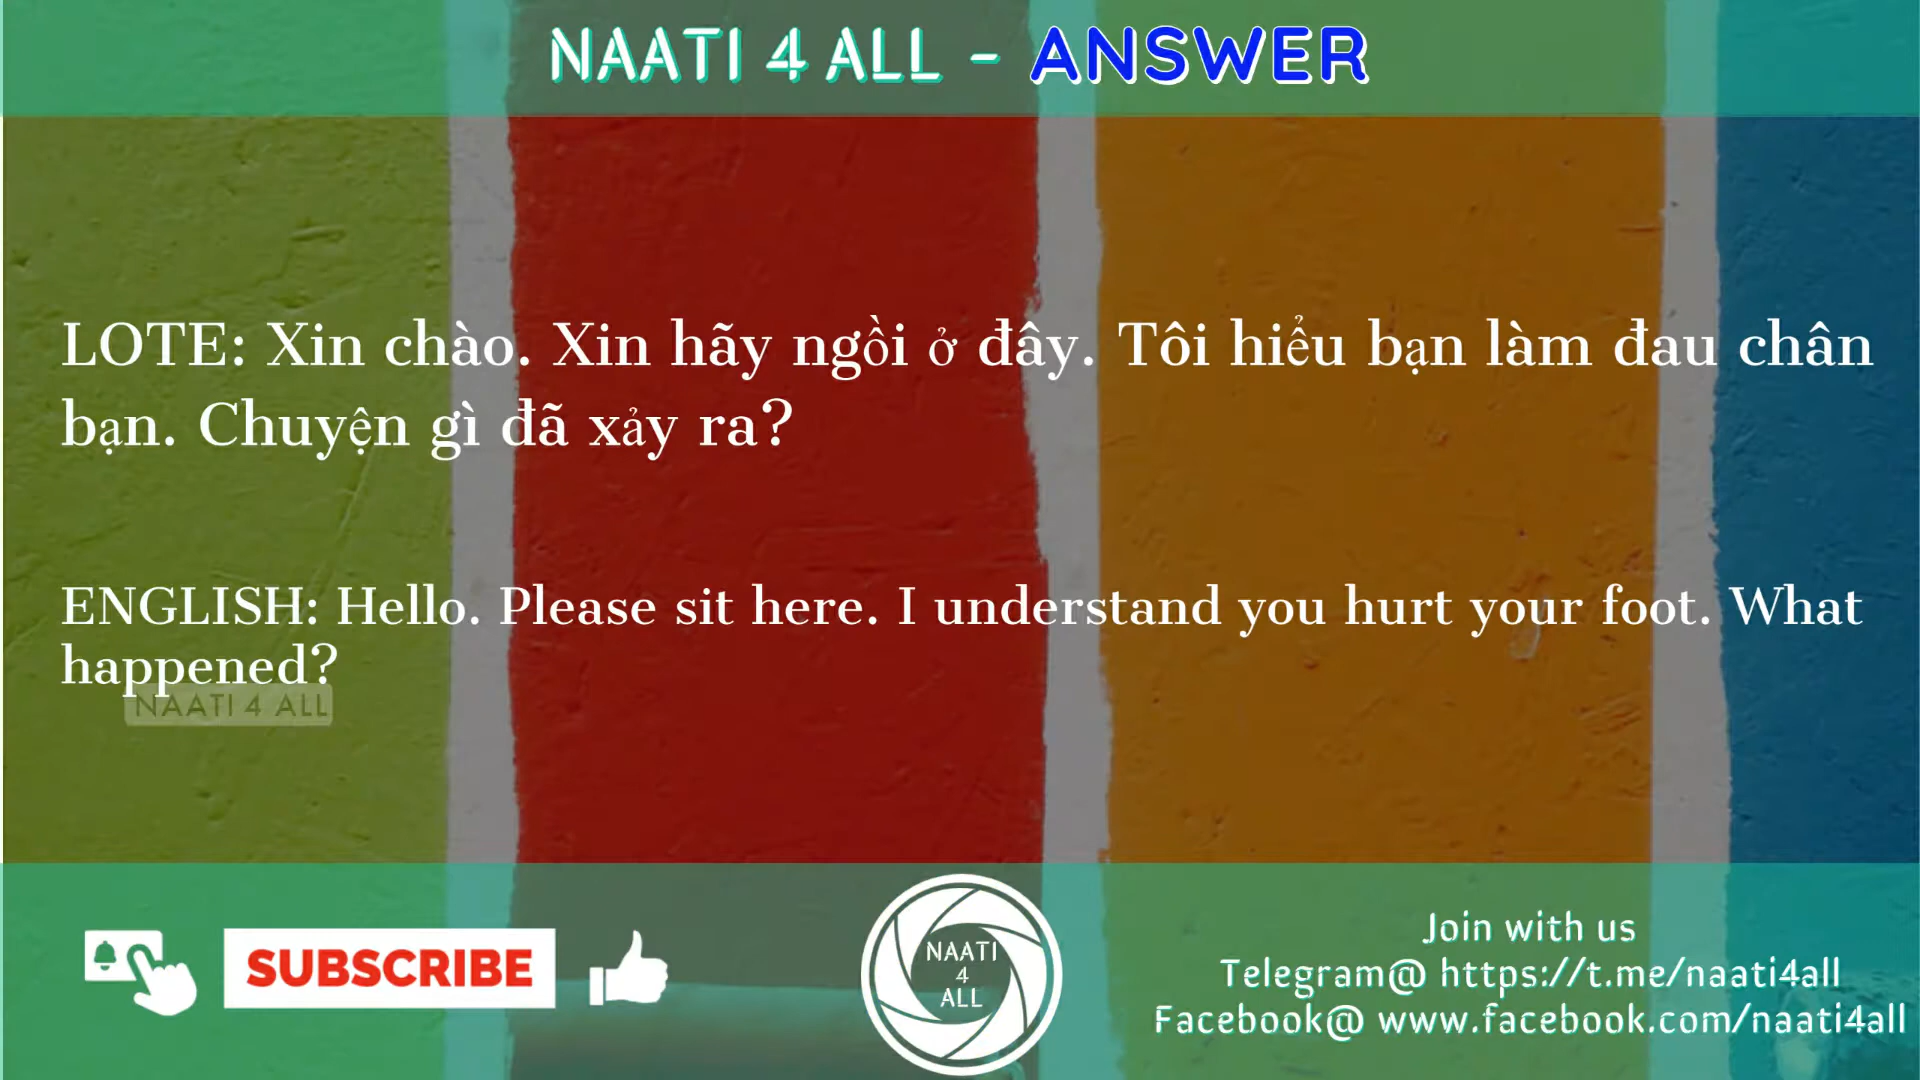 NAATI 4 ALL - ANSWER
LOTE: Xin chào. Xin hãy ngồi ở đây. Tôi hiểu bạn làm đau chân
bạn. Chuyện gì đã xảy ra?
ENGLISH: Hello. Please sit here. I understand you hurt your foot. What
happened?
NAATI 4 ALL
SUBSCRIBE
NAATI
4
ALL
Join with us
Telegram@ https://t.me/naati4all
Facebook@ www.facebook.com/naati4all